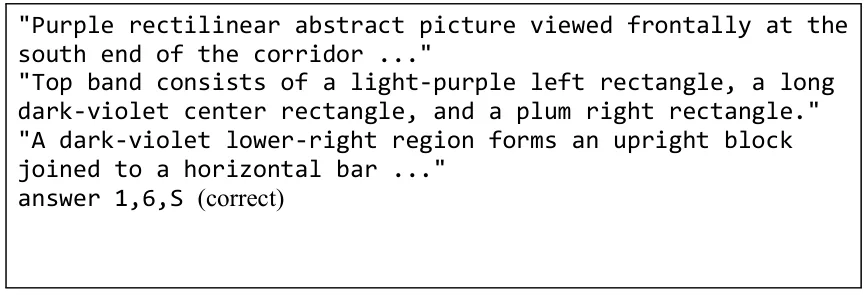 "Purple rectilinear abstract picture viewed frontally at the
south end of the corridor ..."
"Top band consists of a light-purple left rectangle, a long
dark-violet center rectangle, and a plum right rectangle."
"A dark-violet lower-right region forms an upright block
joined to a horizontal bar ..."
answer 1,6,S (correct)